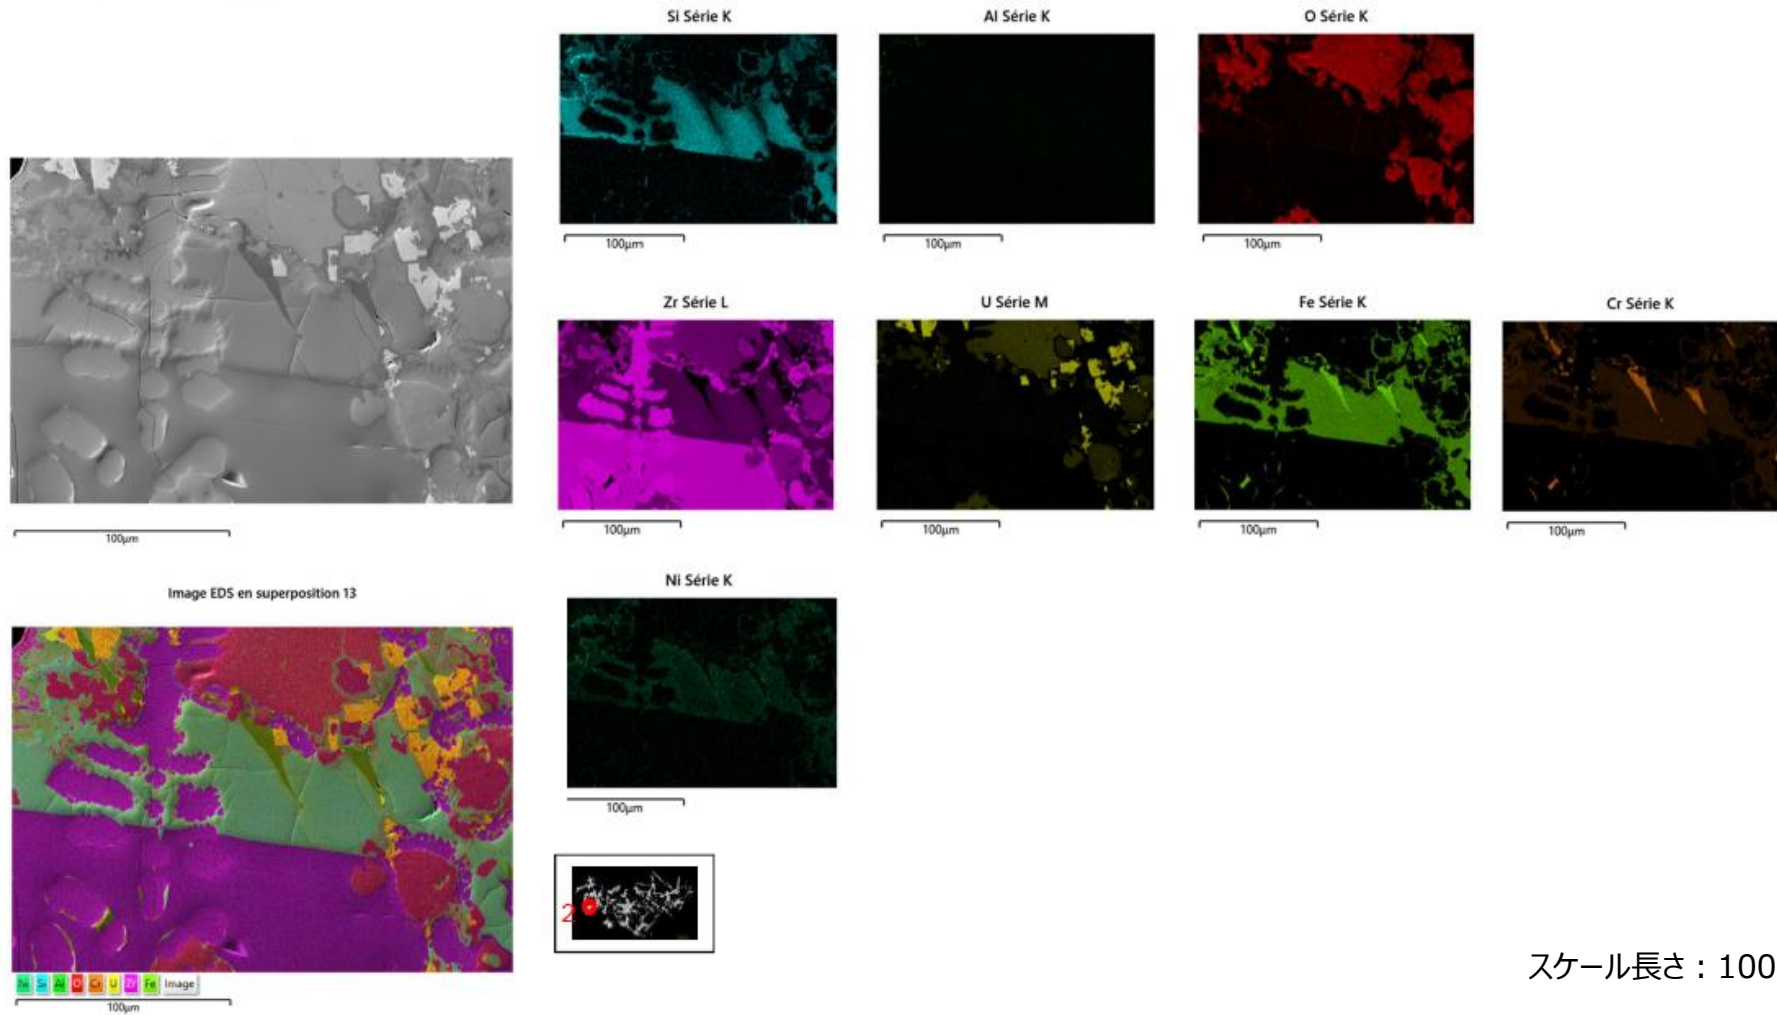 Si Série K
Al Série K
O Série K
100µm
100µm
100µm
Zr Série L
U Série M
Fe Série K
Cr Série K
100µm
100µm
100µm
100µm
100µm
Image EDS en superposition 13
Ni Série K
100µm
2
Ni Si Al O Cr U Zr Fe Image
100µm
スケール長さ：100